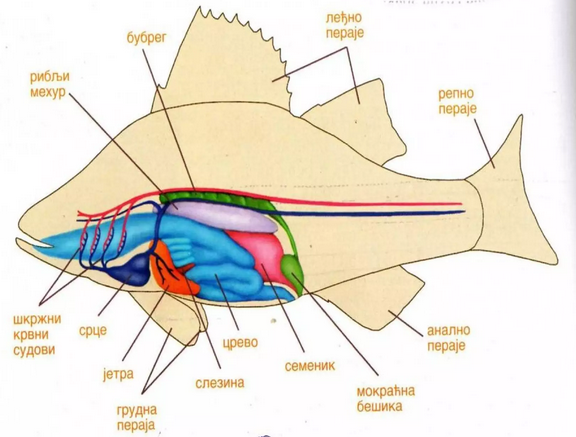 бубрег
леђно
пераје
рибљи
мехур
репно
пераје
шкржни
крвни
судови
срце
јетра
грудна
пераја
слезина
црево
семеник
мокраћна
бешика
анално
пераје